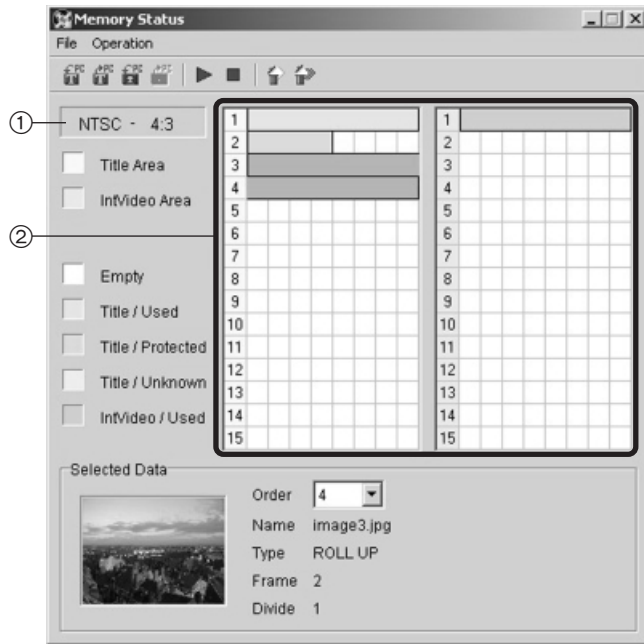 Memory Status
File Operation
① NTSC - 4:3
Title Area
IntVideo Area
②
Empty
Title / Used
Title / Protected
Title / Unknown
IntVideo / Used
1 1
2 2
3 3
4 4
5 5
6 6
7 7
8 8
9 9
10 10
11 11
12 12
13 13
14 14
15 15
Selected Data
Order 4
Name image3.jpg
Type ROLL UP
Frame 2
Divide 1